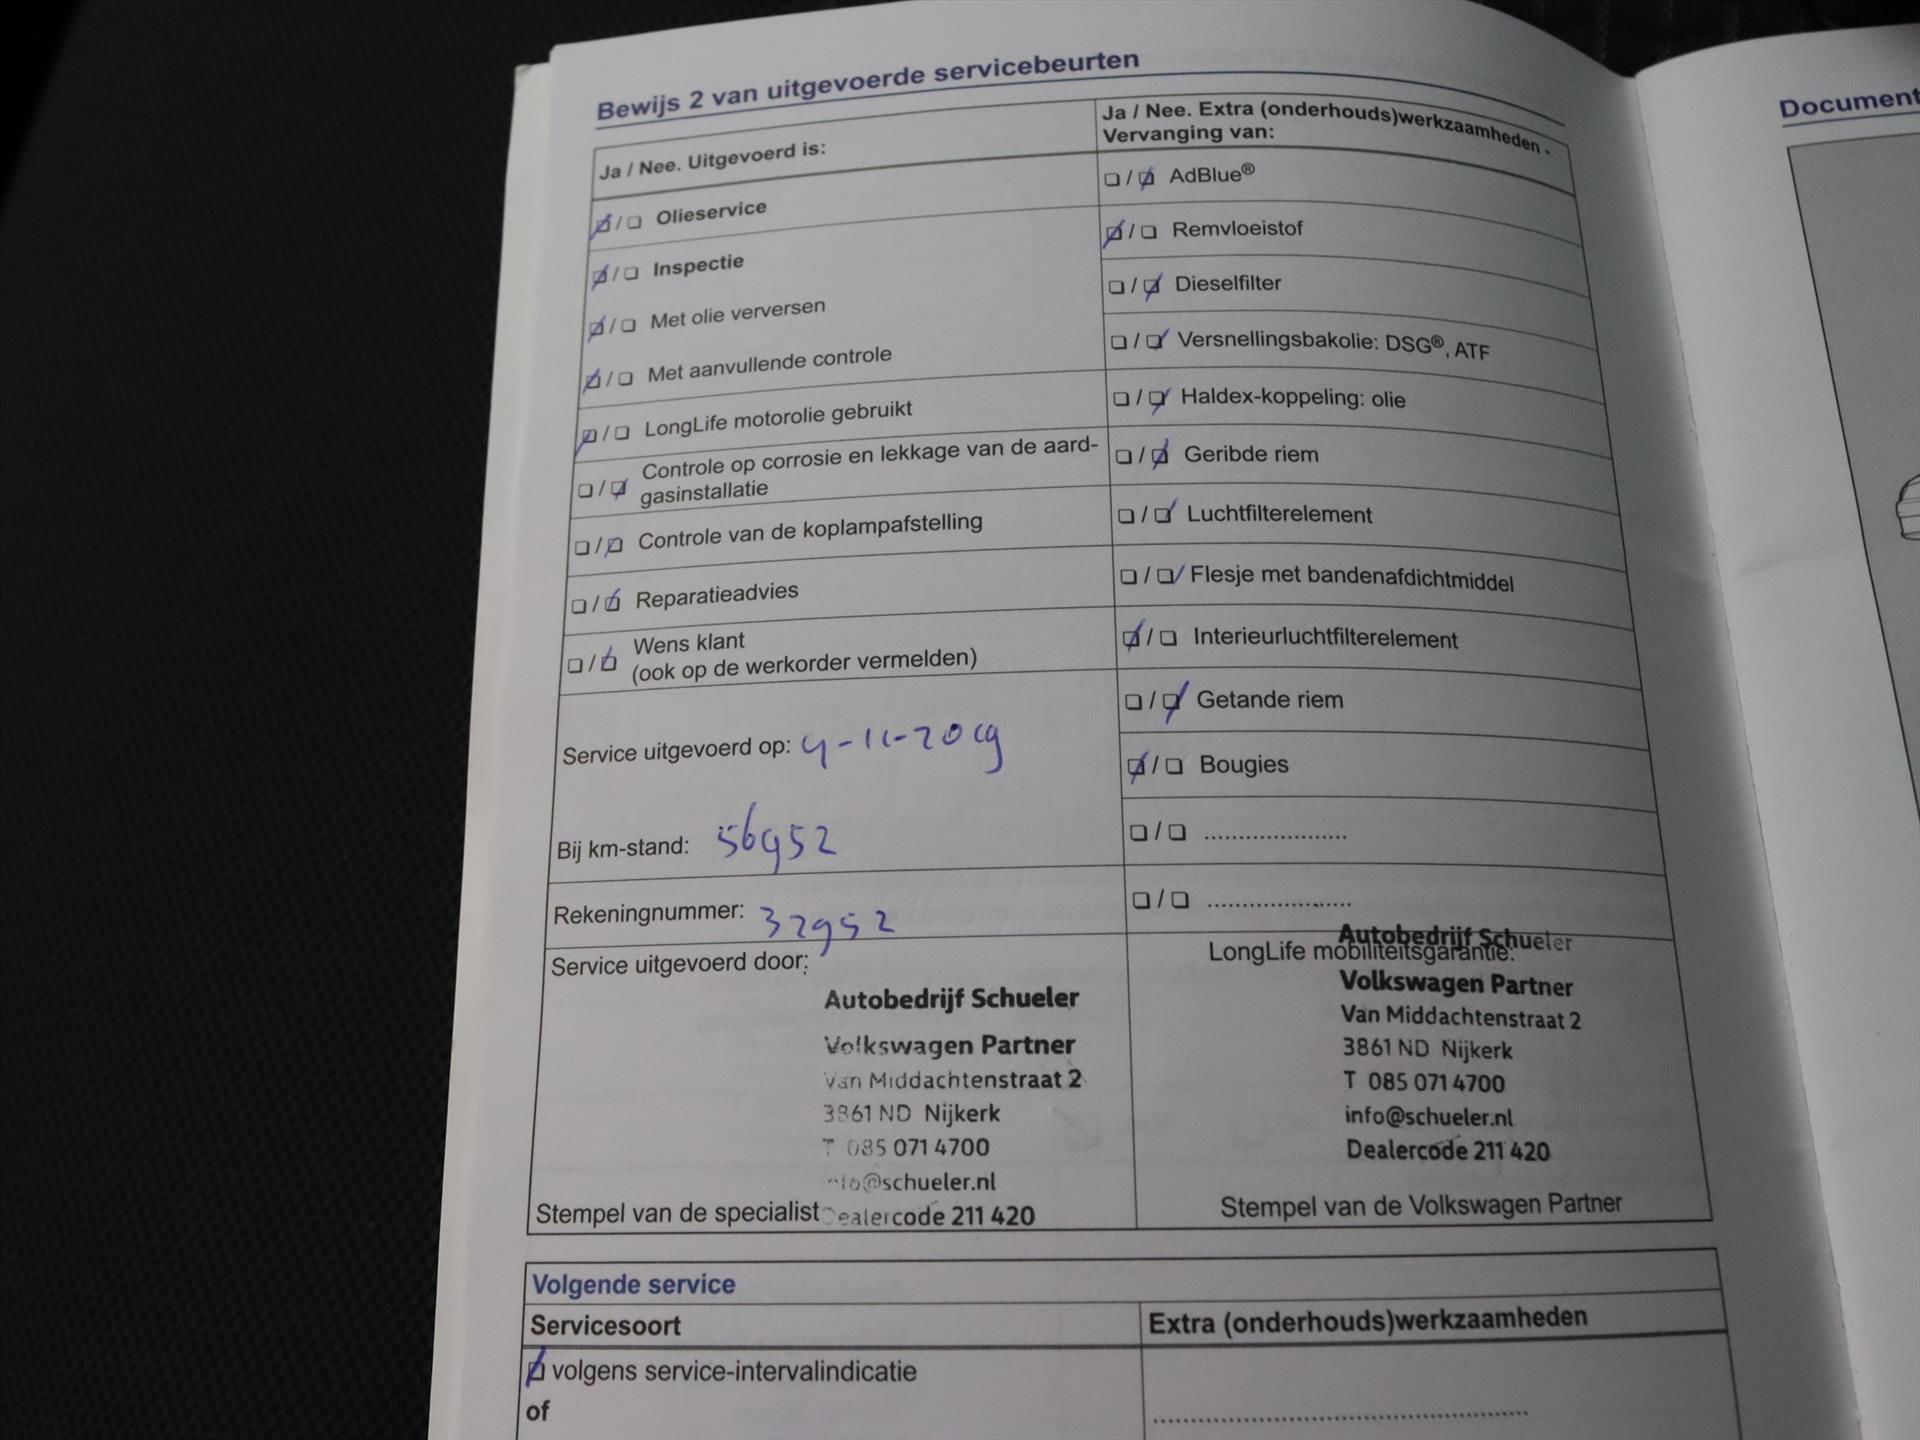 Bewijs 2 van uitgevoerde servicebeurten
Ja / Nee. Uitgevoerd is:
Olieservice
Inspectie
Met olie verversen
Met aanvullende controle
LongLife motorolie gebruikt
Controle op corrosie en lekkage van de aard-
gasinstallatie
Controle van de koplampafstelling
Reparatieadvies
Wens klant
(ook op de werkorder vermelden)
Service uitgevoerd op: 4-11-2019
Bij km-stand: 56952
Rekeningnummer: 32952
Service uitgevoerd door:
Autobedrijf Schueler
Volkswagen Partner
Van Middachtenstraat 2
3861 ND Nijkerk
T 085 071 4700
info@schueler.nl
Dealercode 211 420
Stempel van de specialist
Ja / Nee. Extra (onderhouds)werkzaamheden -
Vervanging van:
AdBlue®
Remvloeistof
Dieselfilter
Versnellingsbakolie: DSG®, ATF
Haldex-koppeling: olie
Geribde riem
Luchtfilterelement
Flesje met bandenafdichtmiddel
Interieurluchtfilterelement
Getande riem
Bougies
.....................
.....................
LongLife mobiliteitsgarantie:
Autobedrijf Schueler
Volkswagen Partner
Van Middachtenstraat 2
3861 ND Nijkerk
T 085 071 4700
info@schueler.nl
Dealercode 211 420
Stempel van de Volkswagen Partner
Volgende service
Servicesoort
volgens service-intervalindicatie
of
Extra (onderhouds)werkzaamheden
Document